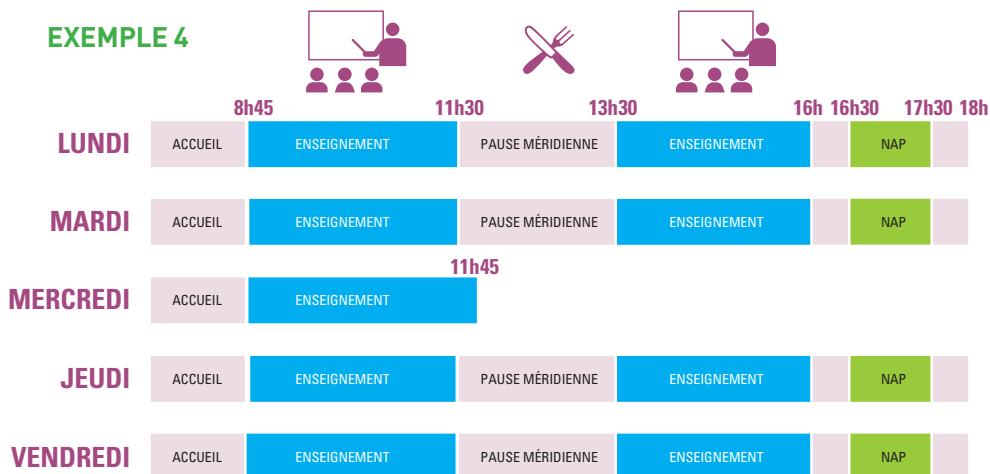 EXEMPLE 4
8h45 11h30 13h30 16h 16h30 17h30 18h
LUNDI ACCUEIL ENSEIGNEMENT PAUSE MÉRIDIENNE ENSEIGNEMENT NAP
MARDI ACCUEIL ENSEIGNEMENT PAUSE MÉRIDIENNE ENSEIGNEMENT NAP
11h45
MERCREDI ACCUEIL ENSEIGNEMENT
JEUDI ACCUEIL ENSEIGNEMENT PAUSE MÉRIDIENNE ENSEIGNEMENT NAP
VENDREDI ACCUEIL ENSEIGNEMENT PAUSE MÉRIDIENNE ENSEIGNEMENT NAP